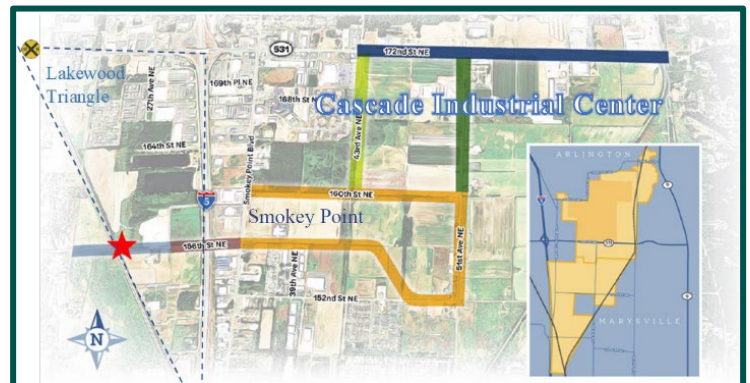 531
172nd St NE
Lakewood
Triangle
27th Ave NE
169th Pl NE
168th St N
Cascade Industrial Center
43rd Ave NE
164th St NE
Smokey Point Blvd
5
160th St NE
Smokey Point
156th St NE
39th Ave NE
51st Ave NE
152nd St NE
N
ARLINGTON
MARYSVILLE